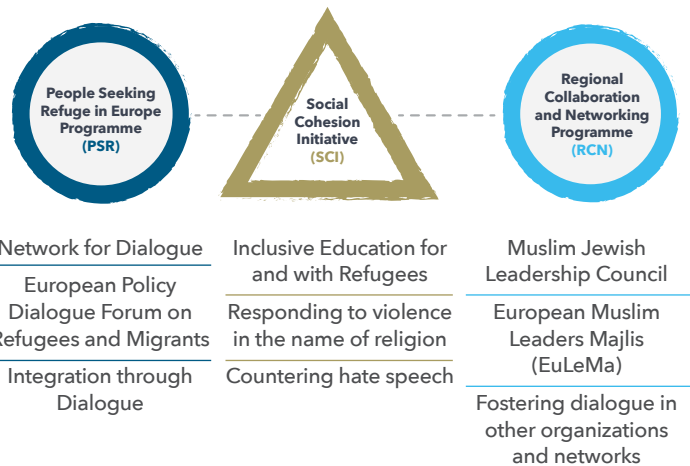 People Seeking
Refuge in Europe
Programme
(PSR)
Social
Cohesion
Initiative
(SCI)
Regional
Collaboration
and Networking
Programme
(RCN)
Network for Dialogue
European Policy
Dialogue Forum on
Refugees and Migrants
Integration through
Dialogue
Inclusive Education for
and with Refugees
Responding to violence
in the name of religion
Countering hate speech
Muslim Jewish
Leadership Council
European Muslim
Leaders Majlis
(EuLeMa)
Fostering dialogue in
other organizations
and networks